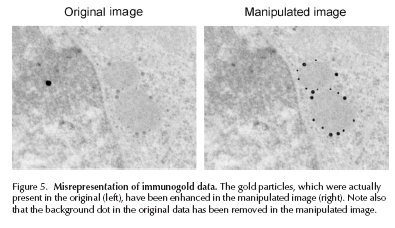 Original image
Manipulated image
Figure 5. Misrepresentation of immunogold data. The gold particles, which were actually
present in the original (left), have been enhanced in the manipulated image (right). Note also
that the background dot in the original data has been removed in the manipulated image.